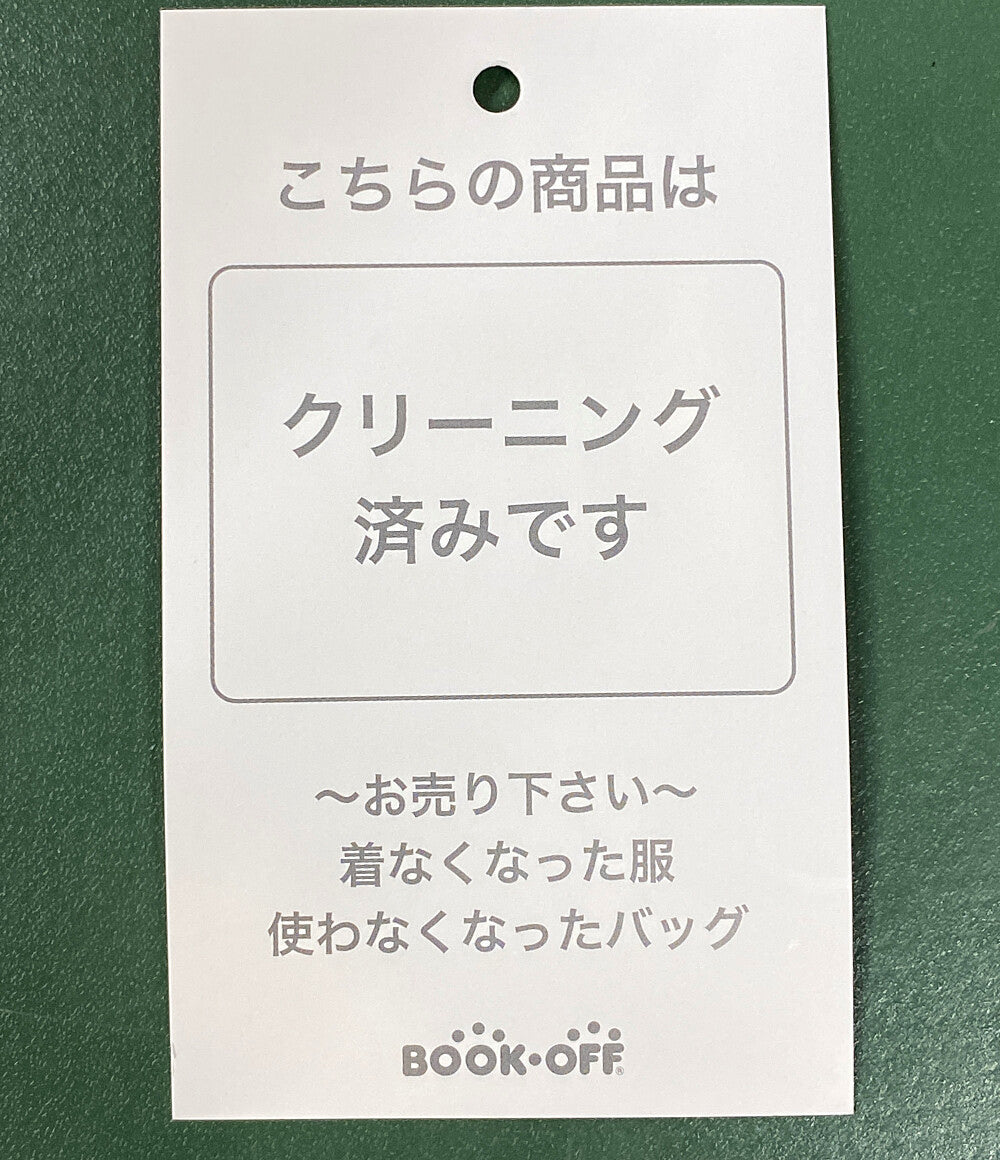 こちらの商品は
クリーニング
済みです
～お売り下さい～
着なくなった服
使わなくなったバッグ
BOOK・OFF®